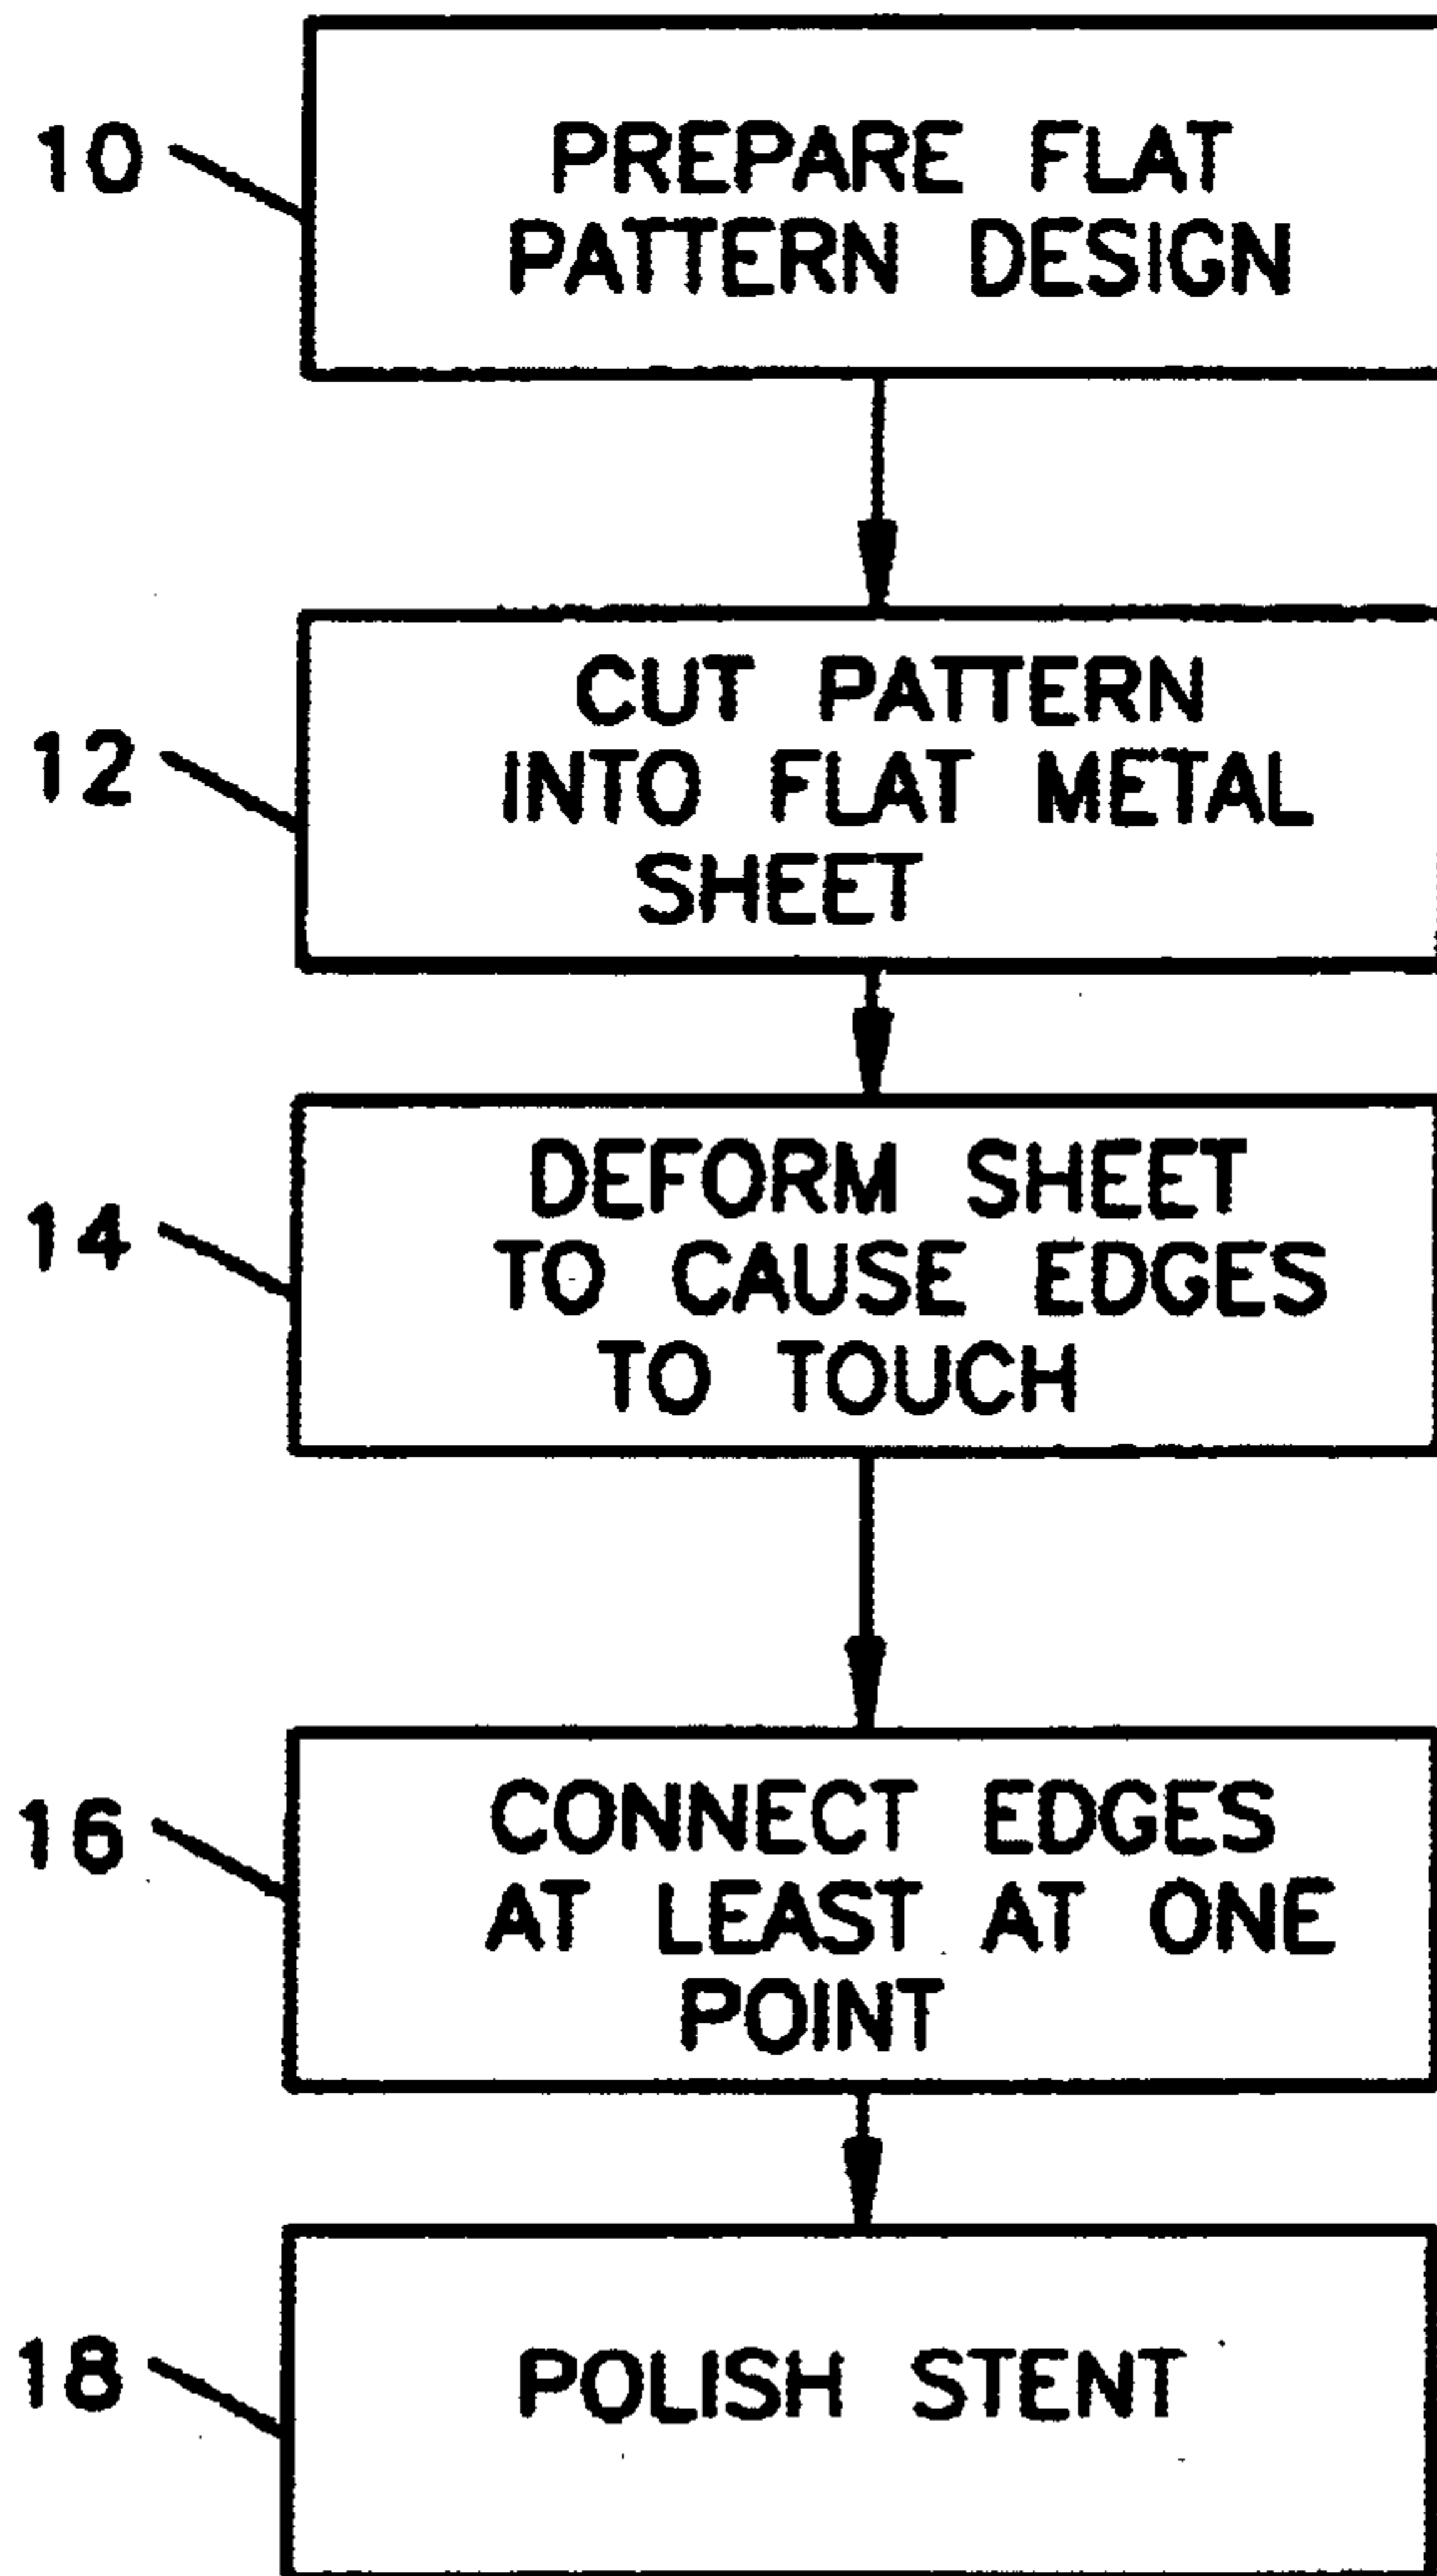 10
PREPARE FLAT
PATTERN DESIGN
12
CUT PATTERN
INTO FLAT METAL
SHEET
14
DEFORM SHEET
TO CAUSE EDGES
TO TOUCH
16
CONNECT EDGES
AT LEAST AT ONE
POINT
18
POLISH STENT